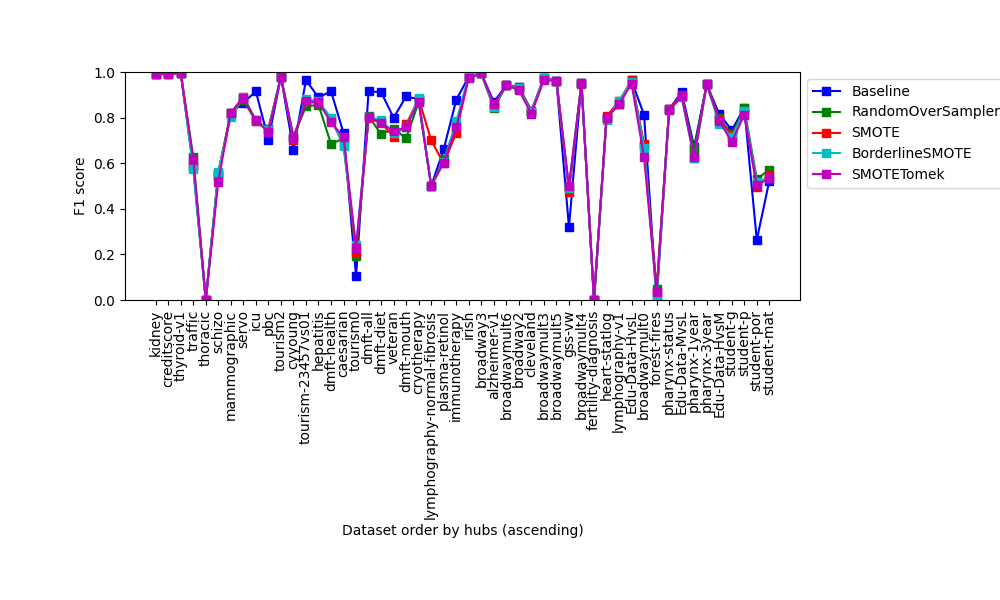 1.0
0.8
0.6
0.4
0.2
0.0
F1 score
Baseline
RandomOverSampler
SMOTE
BorderlineSMOTE
SMOTETomek
kidney
creditscore
thyroid-v1
traffic
thoracic
schizo
mammographic
servo
icu
pbc
tourism2
cyyoung
tourism-23457vs01
hepatitis
dmft-health
caesarian
tourism0
dmft-all
dmft-diet
veteran
dmft-mouth
cryotherapy
lymphography-normal-fibrosis
plasma-retinol
immunotherapy
irish
broadway3
alzhemer-v1
broadwaymult6
broadway2
cleveland
broadwaymult3
broadwaymult5
gss-vw
broadwaymult4
fertility-diagnosis
heart-statlog
lymphography-v1
Edu-Data-HvsL
broadwaymult0
forest-fires
pharynx-status
Edu-Data-MvsL
pharynx-1year
pharynx-3year
Edu-Data-HvsM
student-g
student-p
student-por
student-mat
Dataset order by hubs (ascending)